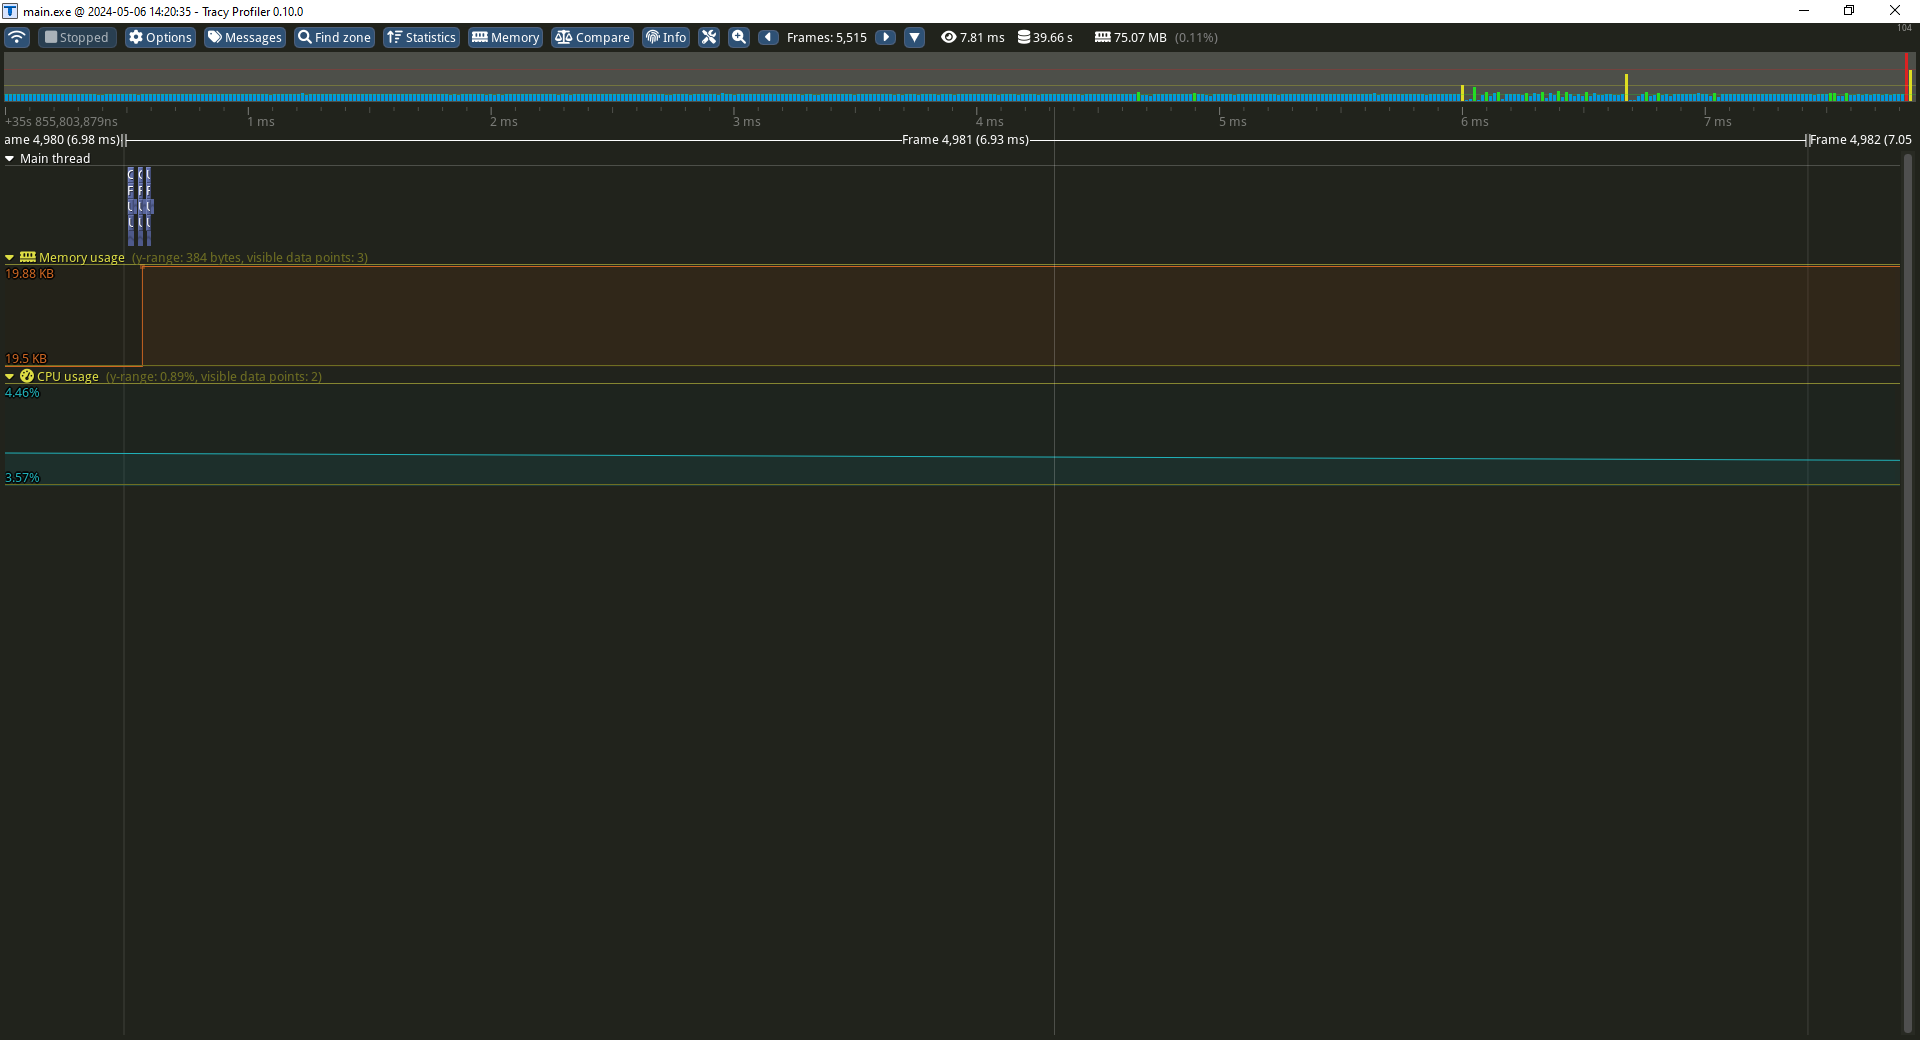 main.exe @ 2024-05-06 14:20:35 - Tracy Profiler 0.10.0
Stopped Options Messages Find zone Statistics Memory Compare Info Frames: 5,515 7.81 ms 39.66 s 75.07 MB (0.11%) 104
+35s 855,803,879ns 1 ms 2 ms 3 ms 4 ms 5 ms 6 ms 7 ms
ame 4,980 (6.98 ms) Frame 4,981 (6.93 ms) Frame 4,982 (7.05
Main thread
Memory usage (y-range: 384 bytes, visible data points: 3)
19.88 KB
19.5 KB
CPU usage (y-range: 0.89%, visible data points: 2)
4.46%
3.57%